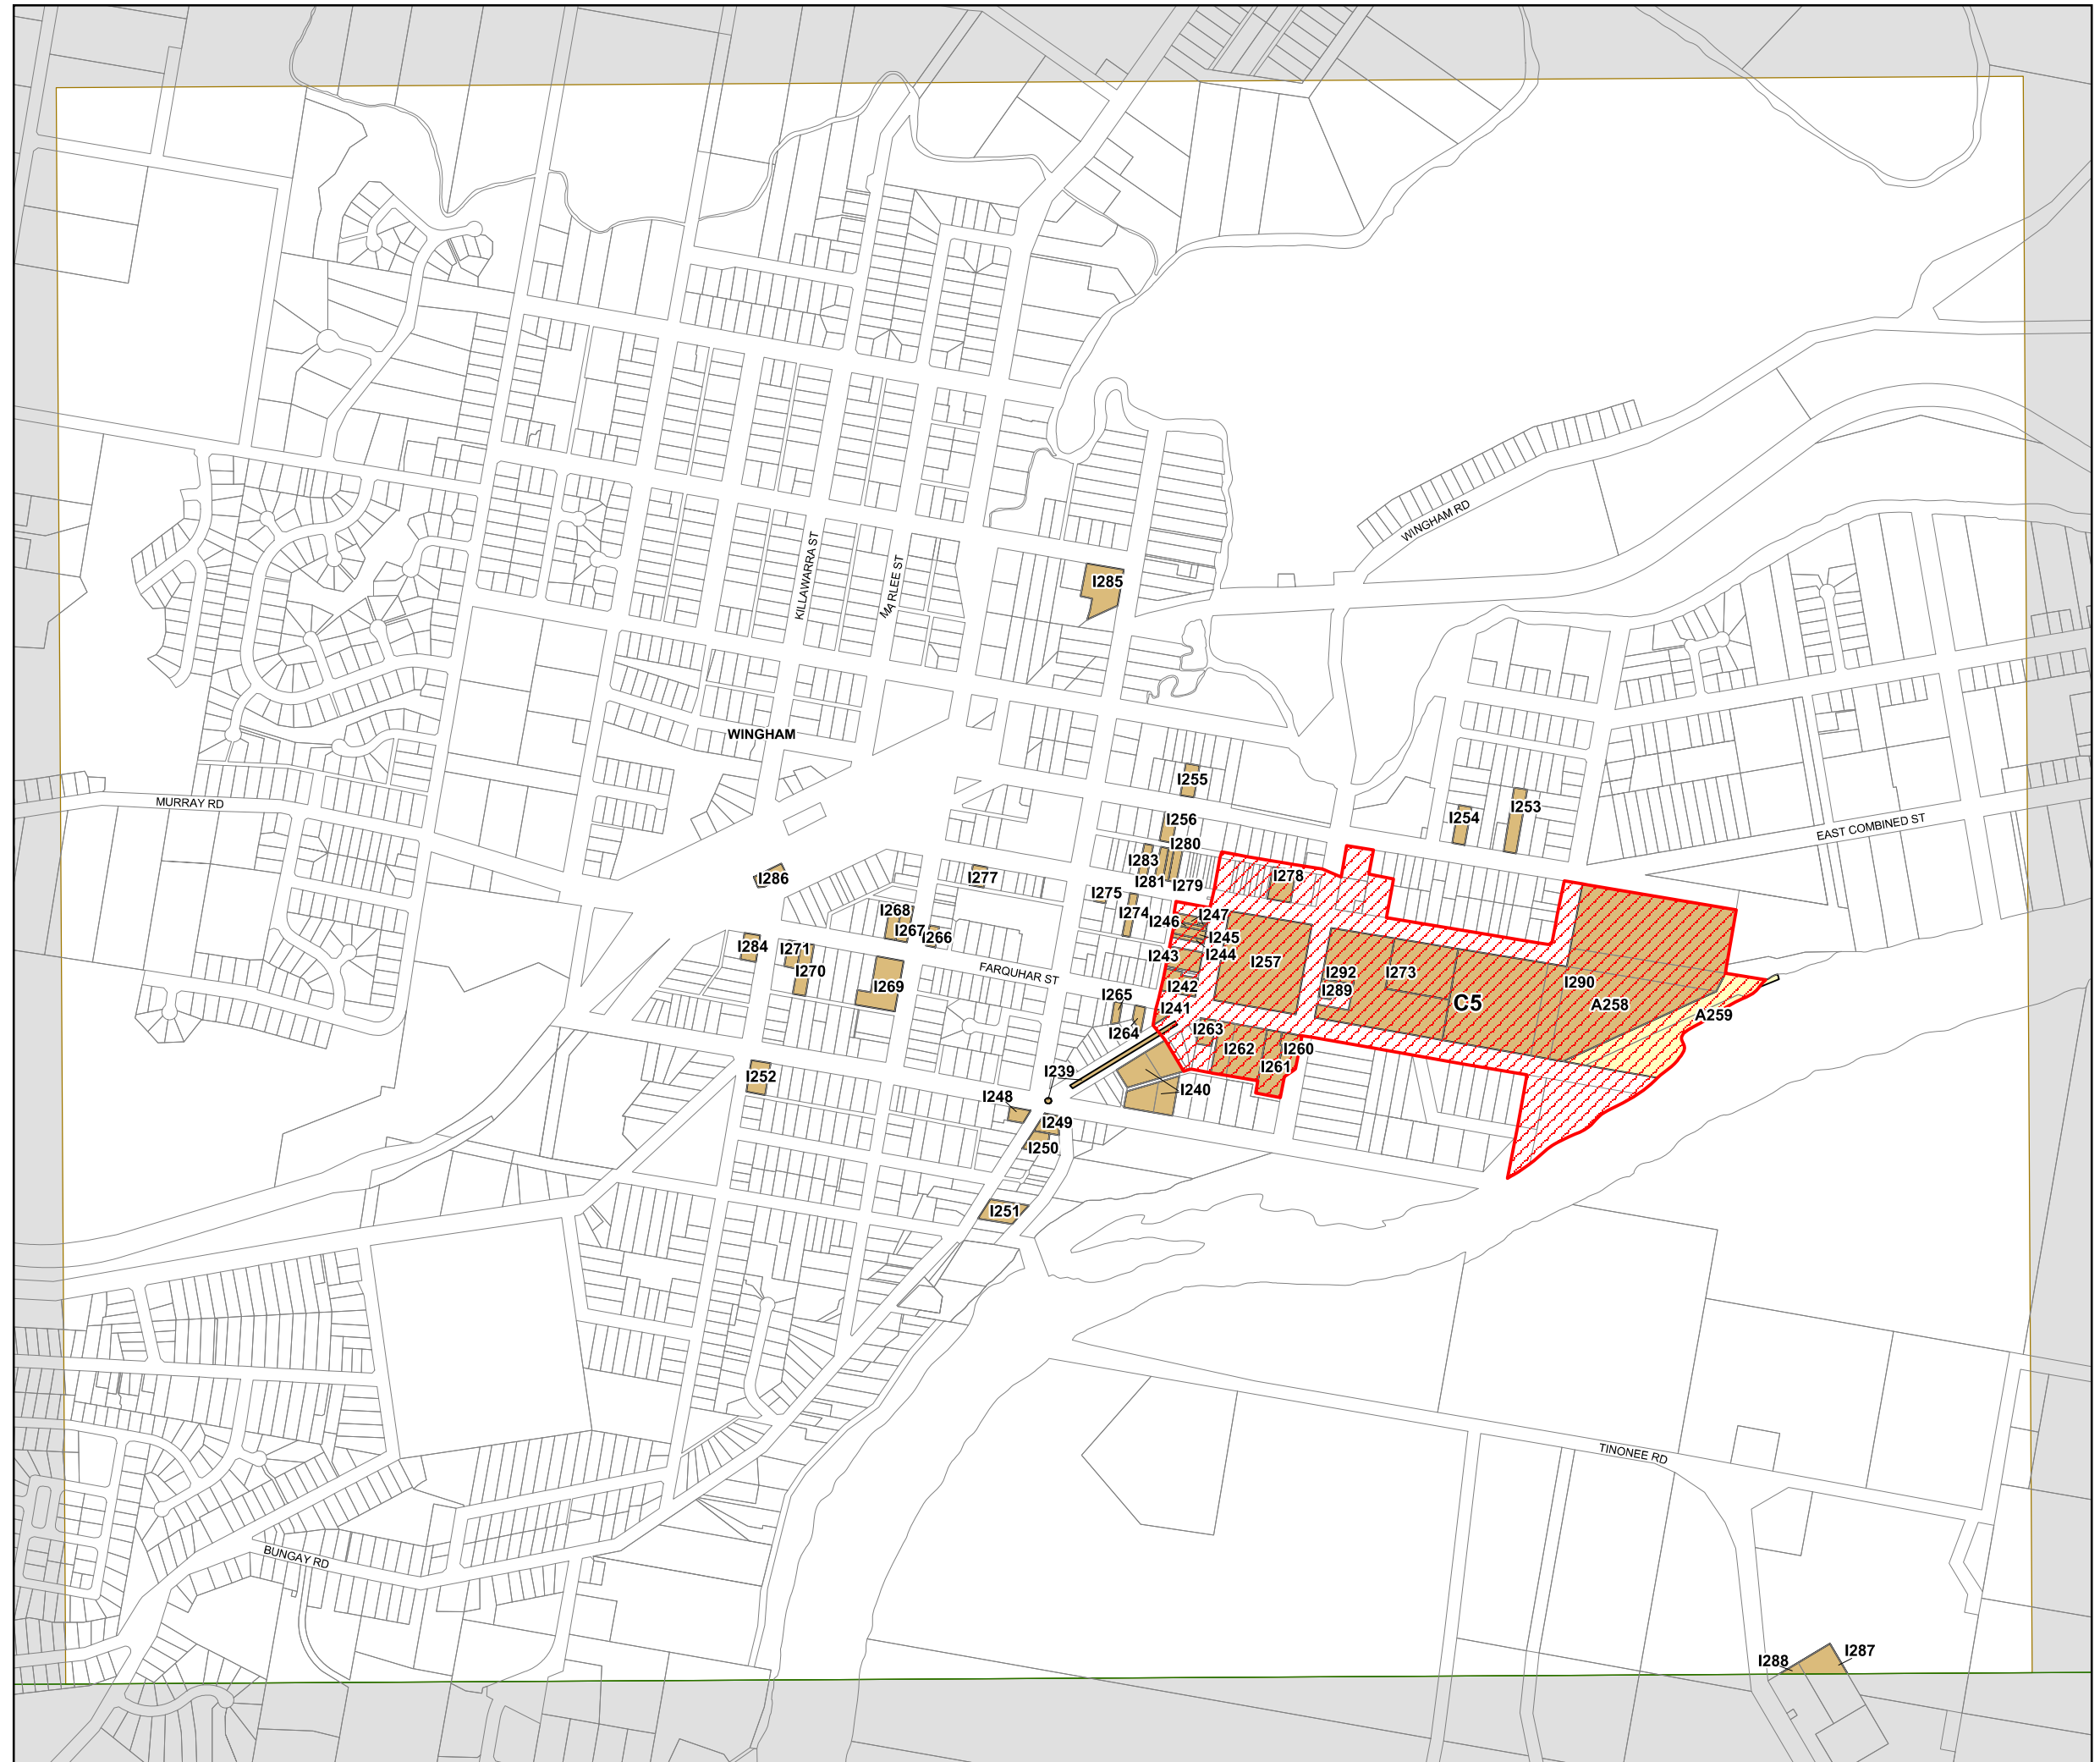 WINGHAM RD
KILLAWARRA ST
MARLEE ST
I285
WINGHAM
I255
MURRAY RD
I253
I254
I256
EAST COMBINED ST
I280
I283
I286
I277
I281
I279
I278
I275
I268
I274
I247
I246
I267
I266
I245
I284
I271
I243
I244
I257
I270
FARQUHAR ST
I292
I273
I290
I269
I242
I289
I265
C5
A258
I241
A259
I264
I263
I262
I260
I261
I239
I252
I240
I248
I249
I250
I251
TINONEE RD
BUNGAY RD
I287
I288